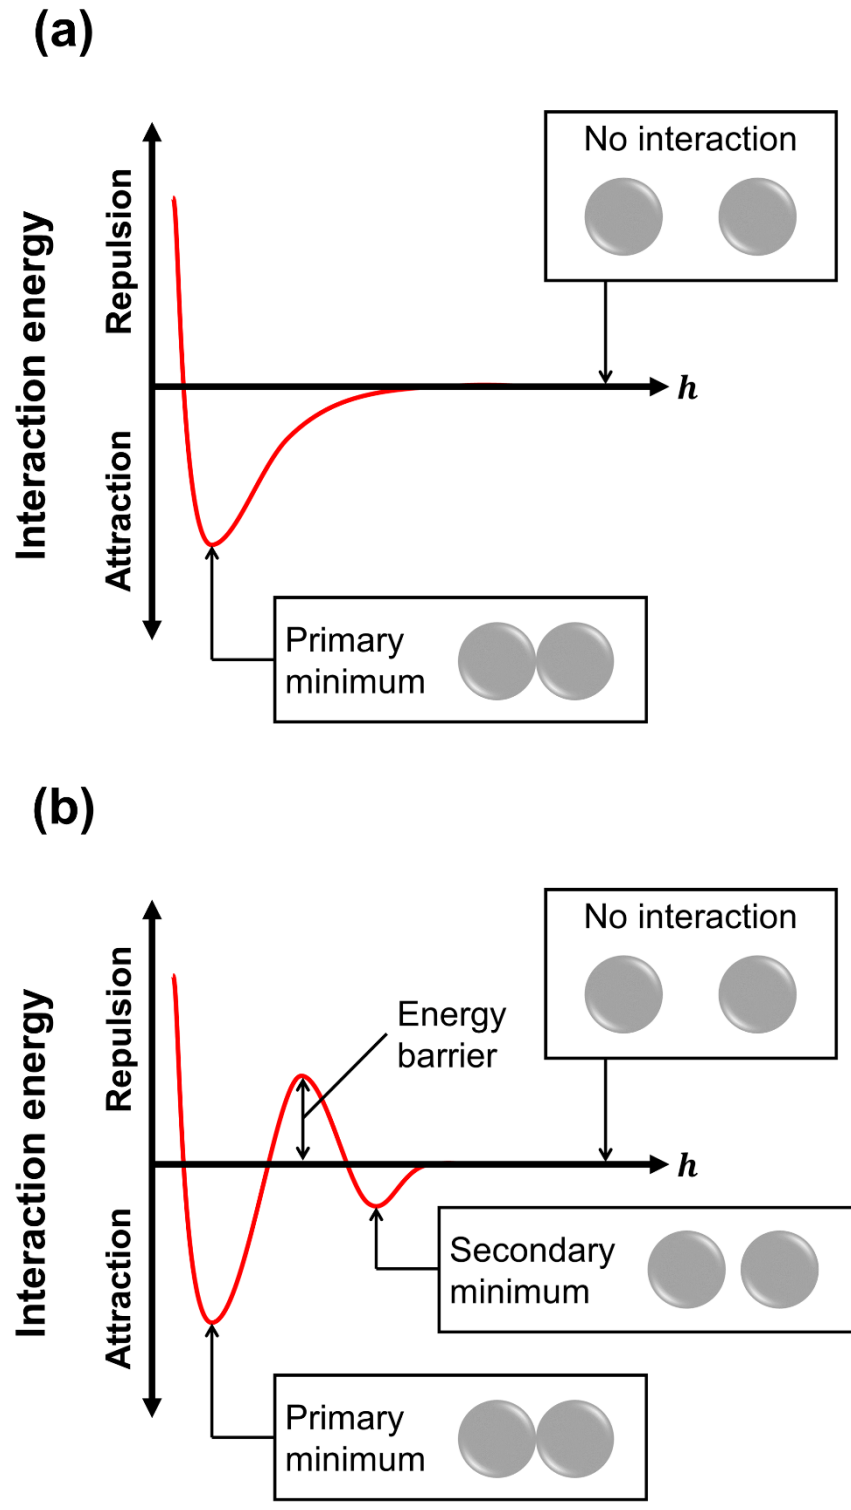 (a)
Interaction energy
Repulsion
Attraction
No interaction
h
Primary
minimum
(b)
Interaction energy
Repulsion
Attraction
No interaction
Energy
barrier
h
Secondary
minimum
Primary
minimum